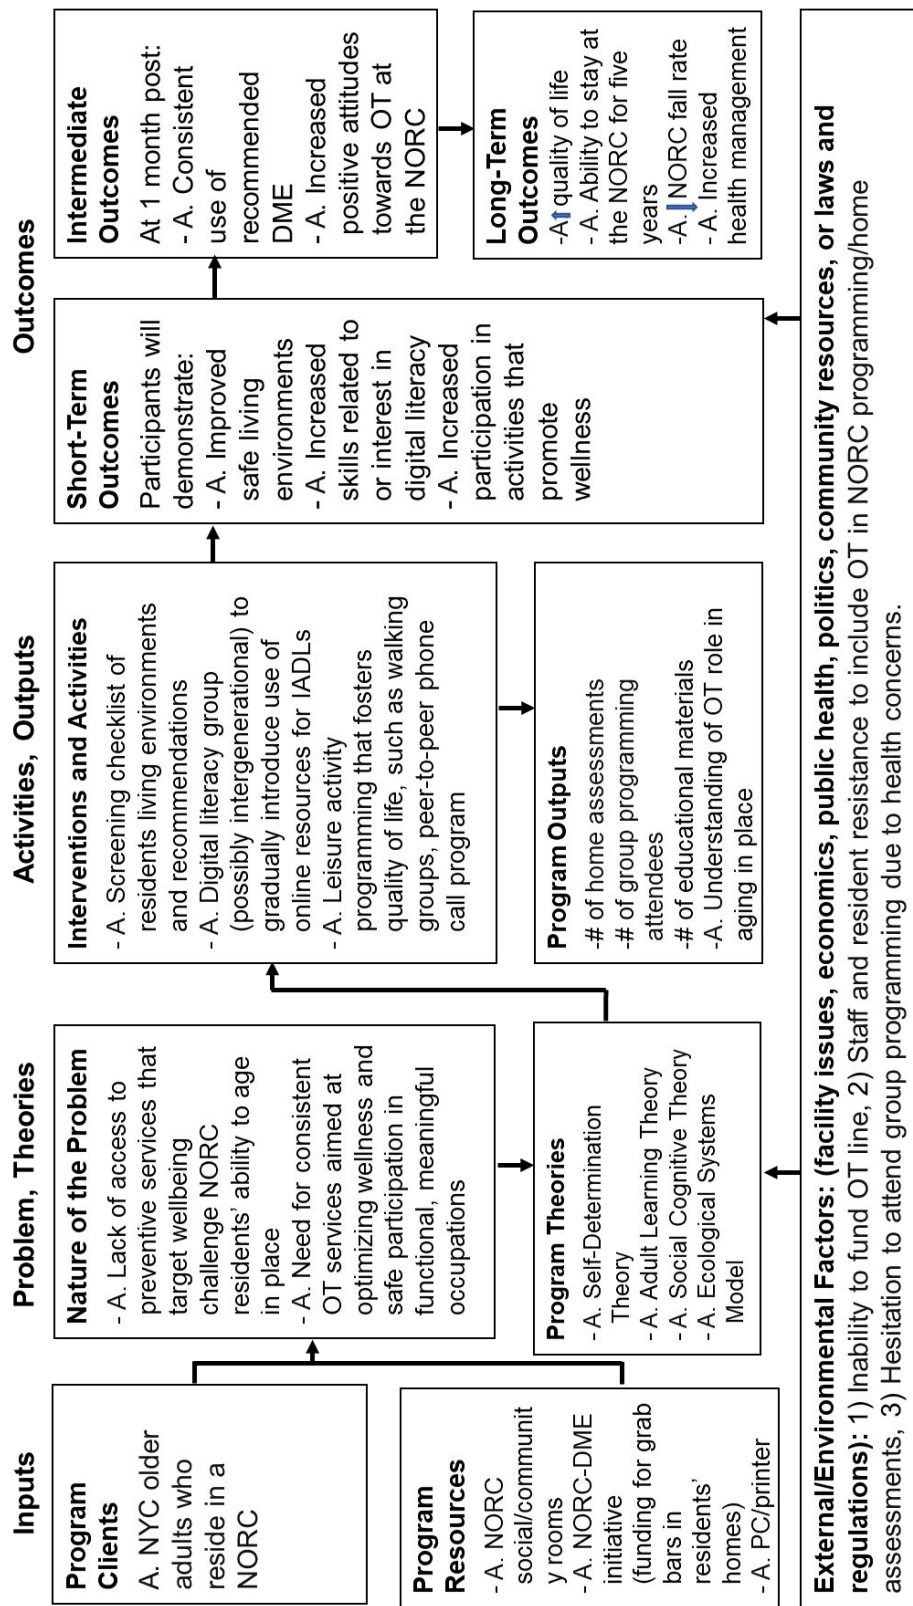 Inputs
Problem, Theories
Activities, Outputs
Outcomes
Program
Clients
A. NYC older
adults who
reside in a
NORC
Program
Resources
- A. NORC
social/communit
y rooms
- A. NORC-DME
initiative
(funding for grab
bars in
residents'
homes)
- A. PC/printer
Nature of the Problem
- A. Lack of access to
preventive services that
target wellbeing
challenge NORC
residents' ability to age
in place
- A. Need for consistent
OT services aimed at
optimizing wellness and
safe participation in
functional, meaningful
occupations
Program Theories
- A. Self-Determination
Theory
- A. Adult Learning Theory
- A. Social Cognitive Theory
- A. Ecological Systems
Model
Interventions and Activities
- A. Screening checklist of
residents living environments
and recommendations
- A. Digital literacy group
(possibly intergenerational) to
gradually introduce use of
online resources for IADLs
- A. Leisure activity
programming that fosters
quality of life, such as walking
groups, peer-to-peer phone
call program
Program Outputs
-# of home assessments
-# of group programming
attendees
-# of educational materials
-A. Understanding of OT role in
aging in place
Short-Term
Outcomes
Participants will
demonstrate:
- A. Improved
safe living
environments
- A. Increased
skills related to
or interest in
digital literacy
- A. Increased
participation in
activities that
promote
wellness
Intermediate
Outcomes
At 1 month post:
- A. Consistent
use of
recommended
DME
- A. Increased
positive attitudes
towards OT at
the NORC
Long-Term
Outcomes
-A⬆quality of life
- A. Ability to stay at
the NORC for five
years
- A. ⬇NORC fall rate
- A. Increased
health management
External/Environmental Factors: (facility issues, economics, public health, politics, community resources, or laws and
regulations): 1) Inability to fund OT line, 2) Staff and resident resistance to include OT in NORC programming/home
assessments, 3) Hesitation to attend group programming due to health concerns.